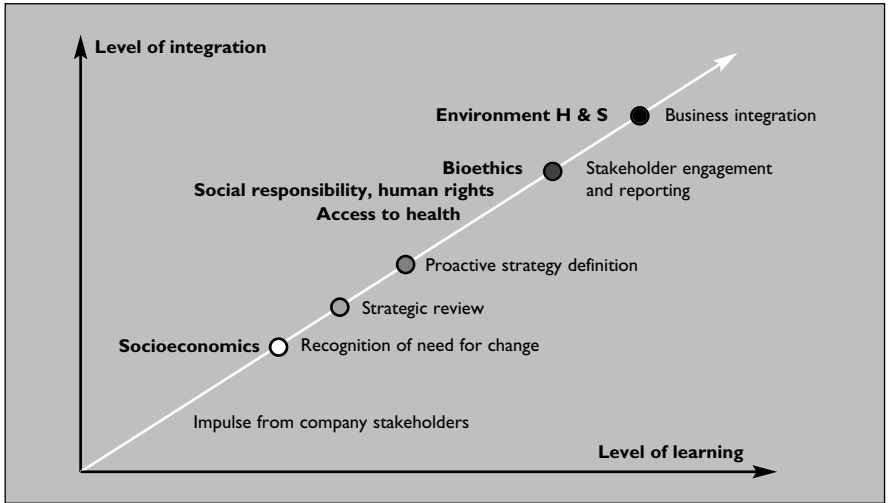 Level of integration
Environment H & S
Business integration
Bioethics
Stakeholder engagement
and reporting
Social responsibility, human rights
Access to health
Proactive strategy definition
Strategic review
Socioeconomics
Recognition of need for change
Impulse from company stakeholders
Level of learning